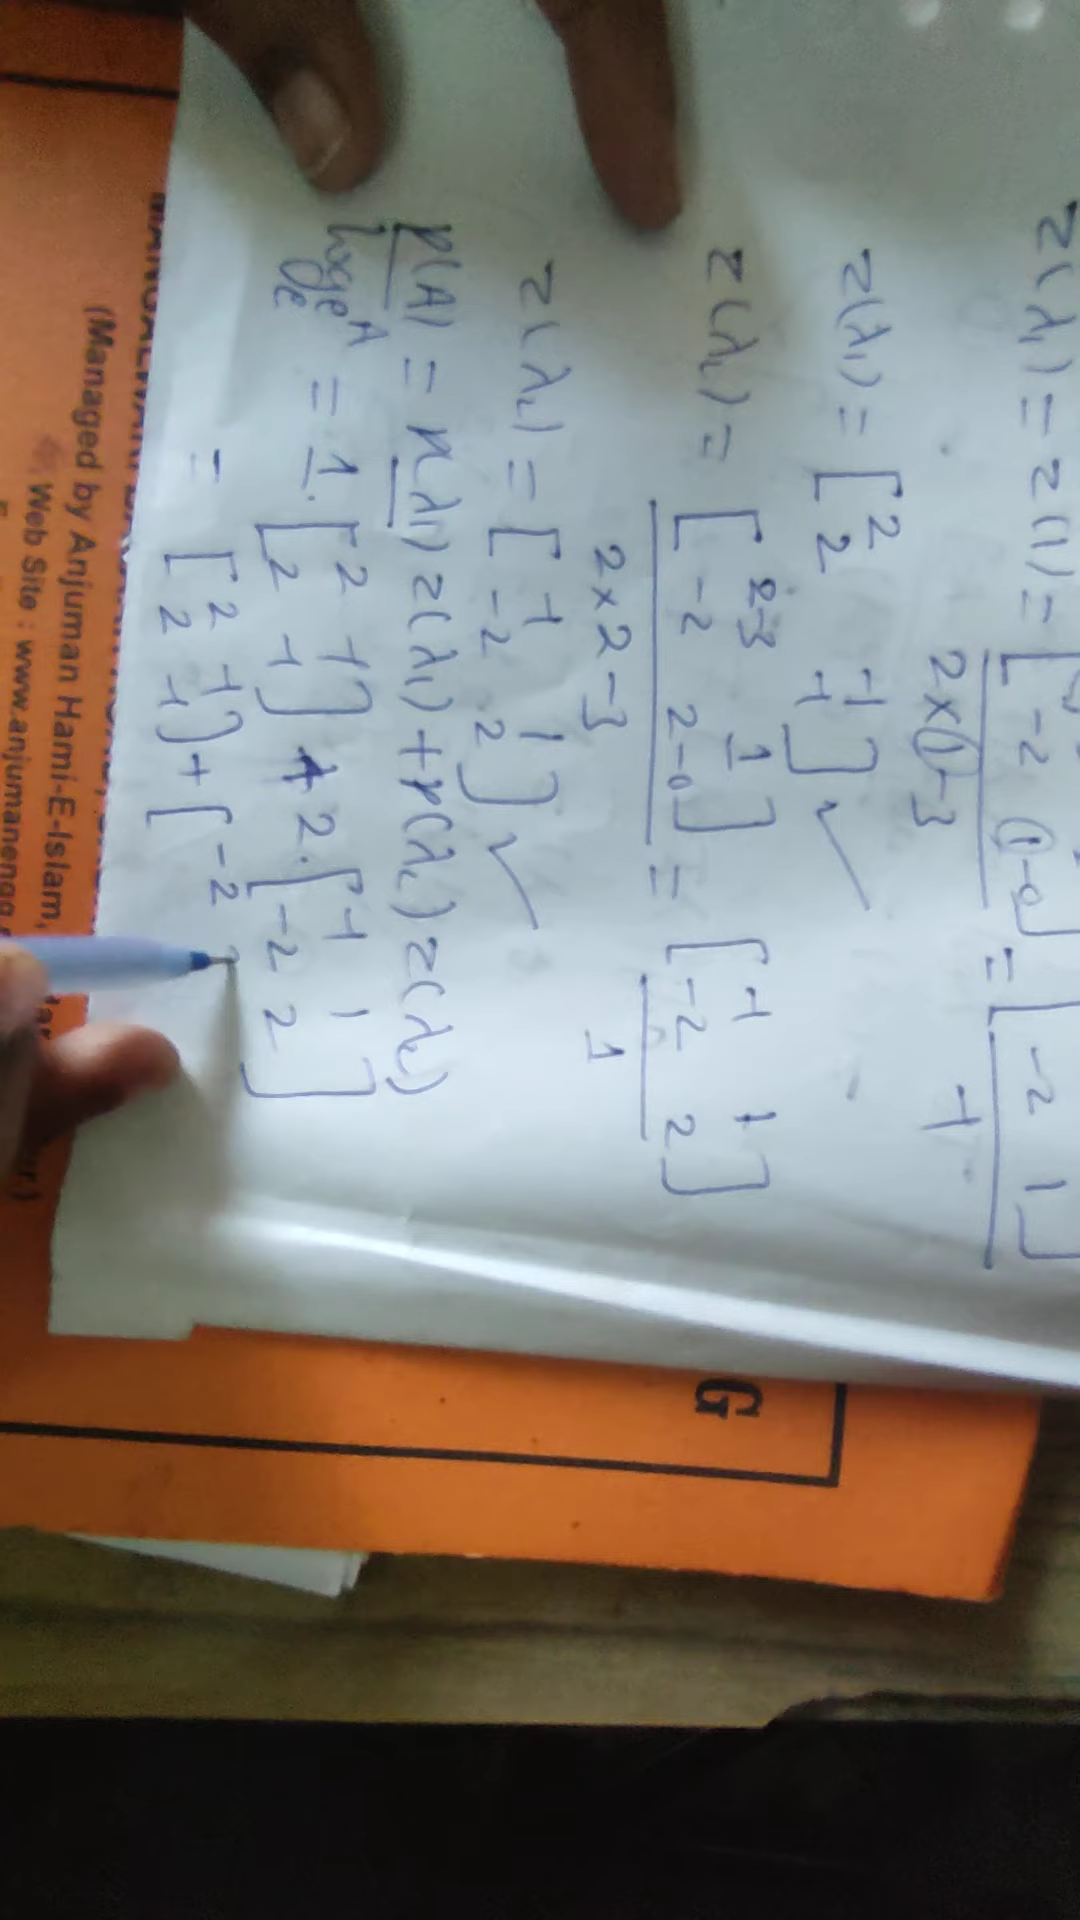 z(λ₁) = z(1) = [ -2 1-0 ] = [ -2 1 ]
2×1-3 -1
z(λ₁) = [ 2 -1
2 -1 ] ✓
z(λ₂) = [ 2-3 1
-2 2-0 ] = [ -1 1
-2 2 ]
2×2-3 1
z(λ₂) = [ -1 1
-2 2 ] ✓
P(A) = P(λ₁) z(λ₁) + P(λ₂) z(λ₂)
log_e e^A = 1. [ 2 -1
2 -1 ] + 2. [ -1 1
-2 2 ]
= [ 2 -1
2 -1 ] + [ -2
(Managed by Anjuman Hami-E-Islam,
Web Site : www.anjumanengg
G